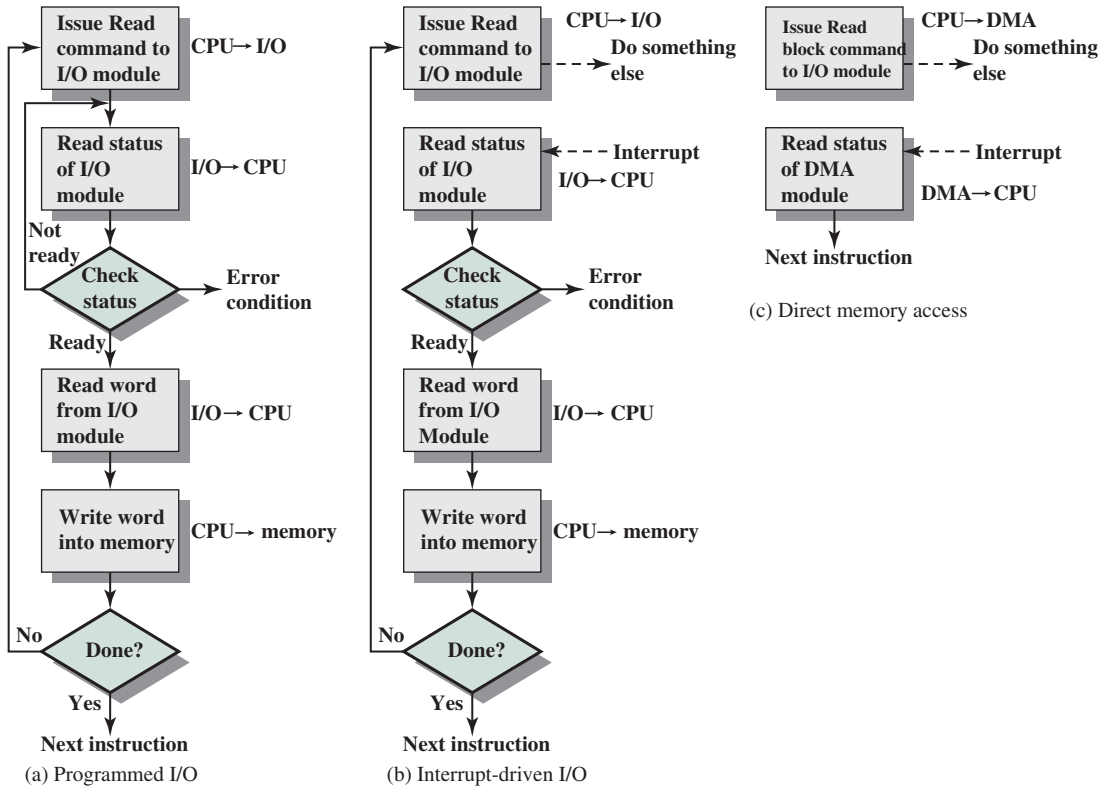 Issue Read
command to
I/O module
CPU → I/O
Read status
of I/O
module
I/O → CPU
Not
ready
Check
status
Error
condition
Ready
Read word
from I/O
module
I/O → CPU
Write word
into memory
CPU → memory
No
Done?
Yes
Next instruction
(a) Programmed I/O
Issue Read
command to
I/O module
CPU → I/O
Do something
else
Read status
of I/O
module
Interrupt
I/O → CPU
Check
status
Error
condition
Ready
Read word
from I/O
Module
I/O → CPU
Write word
into memory
CPU → memory
No
Done?
Yes
Next instruction
(b) Interrupt-driven I/O
Issue Read
block command
to I/O module
CPU → DMA
Do something
else
Read status
of DMA
module
Interrupt
DMA → CPU
Next instruction
(c) Direct memory access